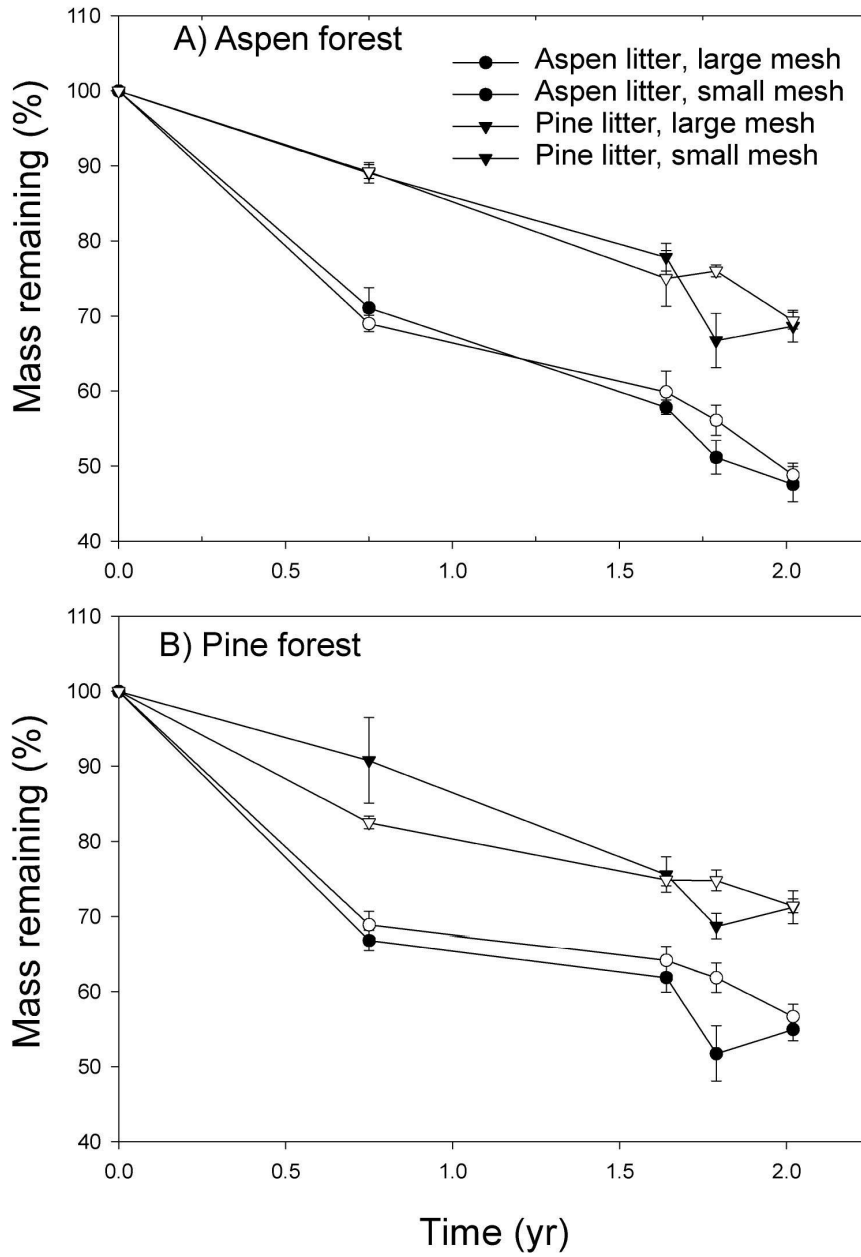 A) Aspen forest
Aspen litter, large mesh
Aspen litter, small mesh
Pine litter, large mesh
Pine litter, small mesh
Mass remaining (%)
110
100
90
80
70
60
50
40
0.0 0.5 1.0 1.5 2.0
B) Pine forest
Mass remaining (%)
110
100
90
80
70
60
50
40
0.0 0.5 1.0 1.5 2.0
Time (yr)